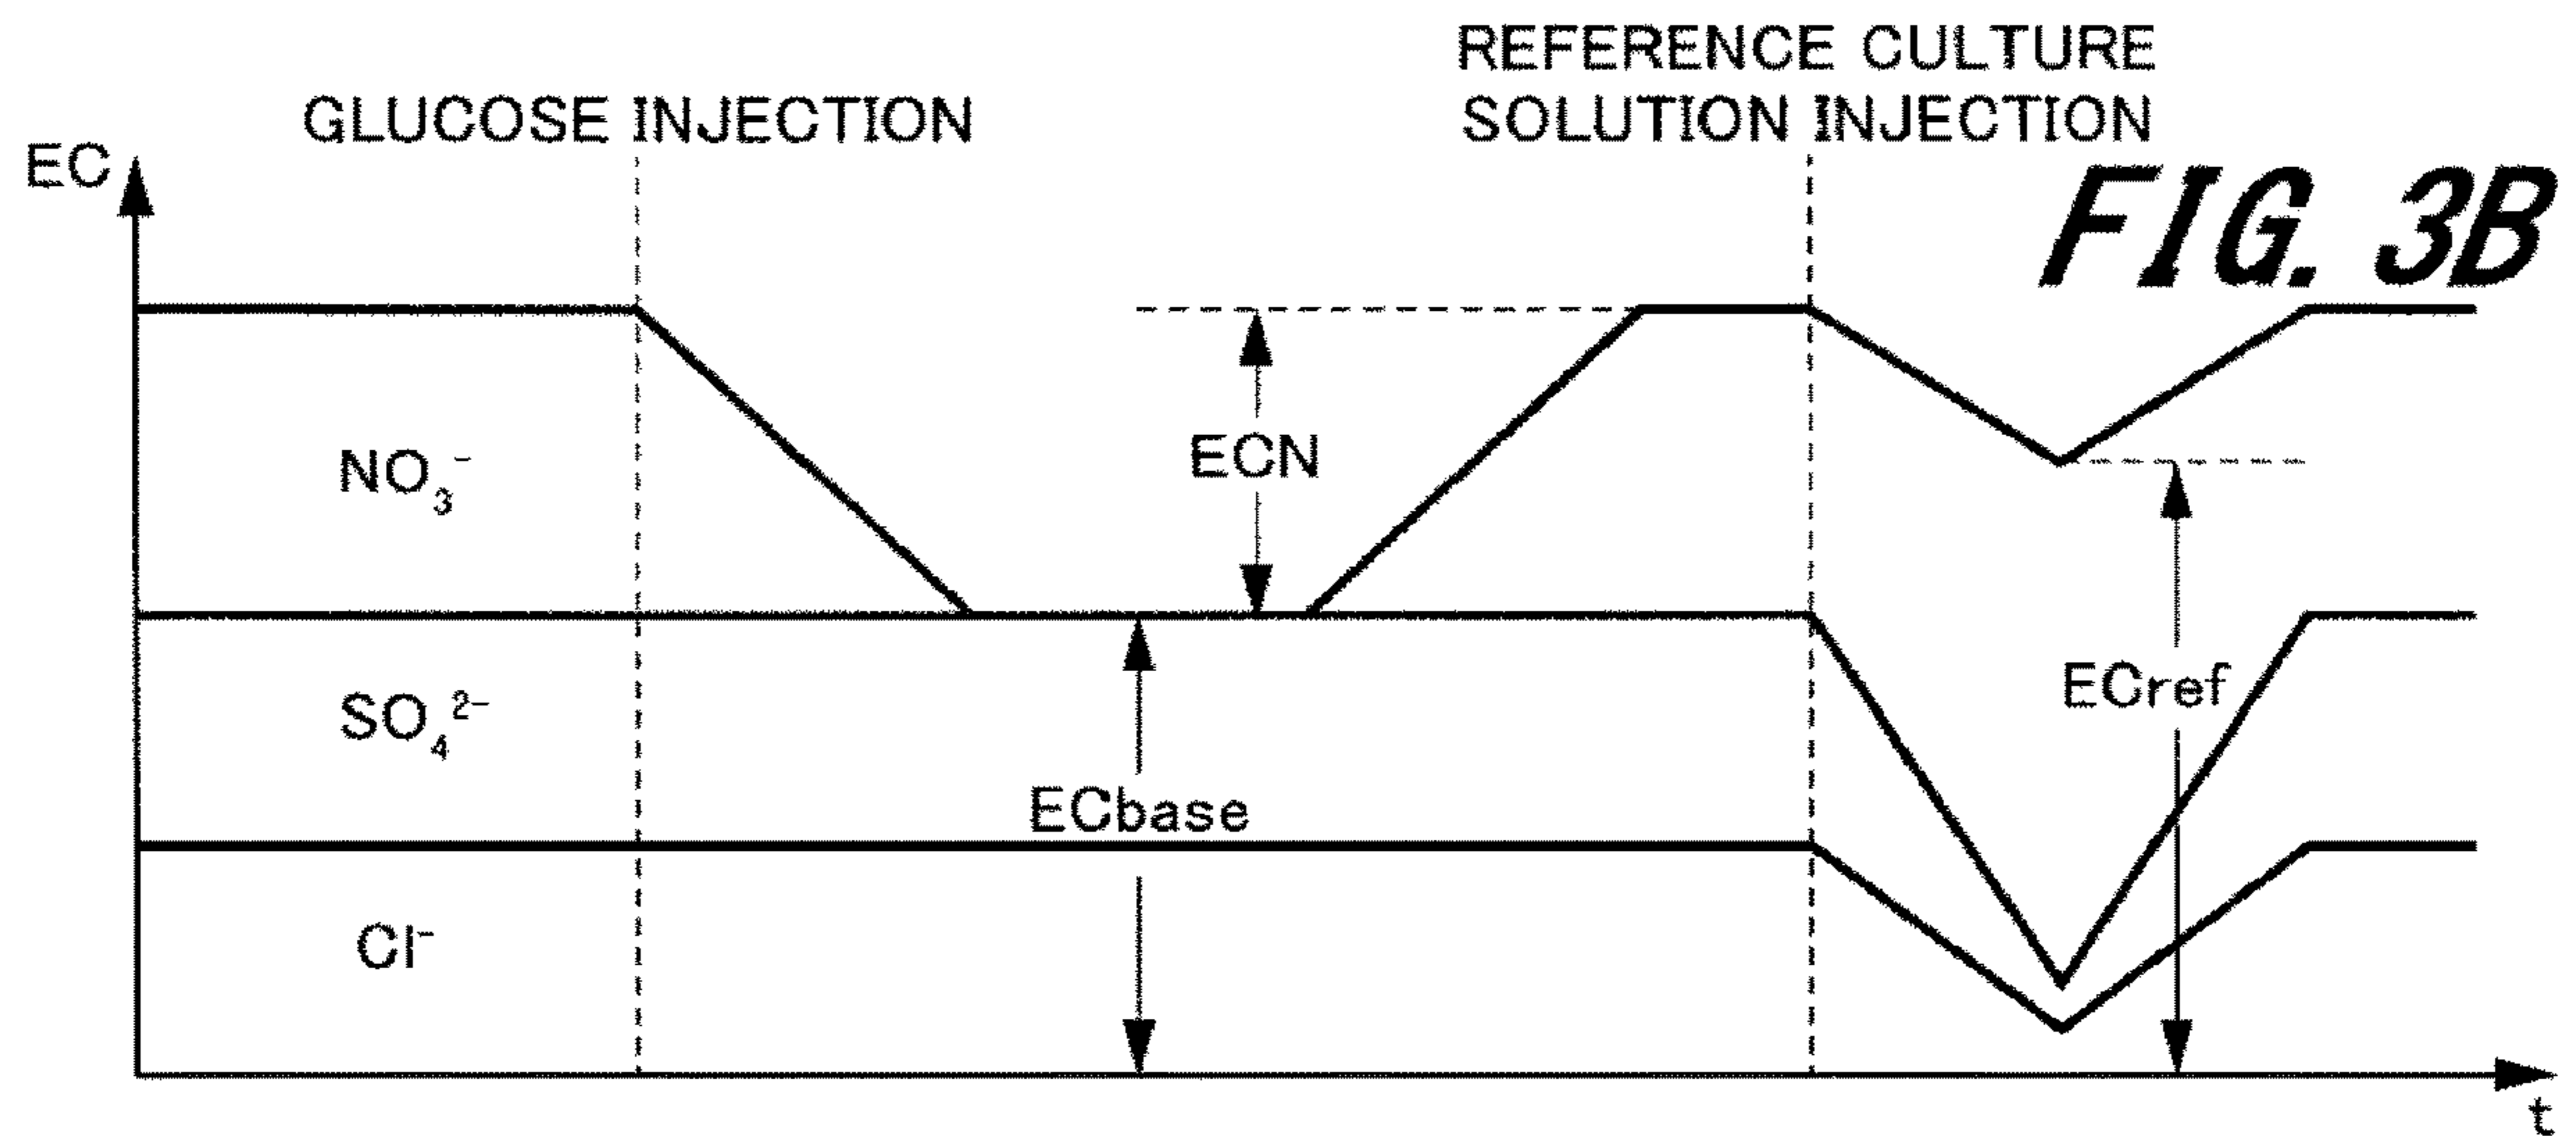 REFERENCE CULTURE
SOLUTION INJECTION
GLUCOSE INJECTION
EC
FIG. 3B
NO₃⁻
ECN
SO₄²⁻
ECref
ECbase
Cl⁻
t